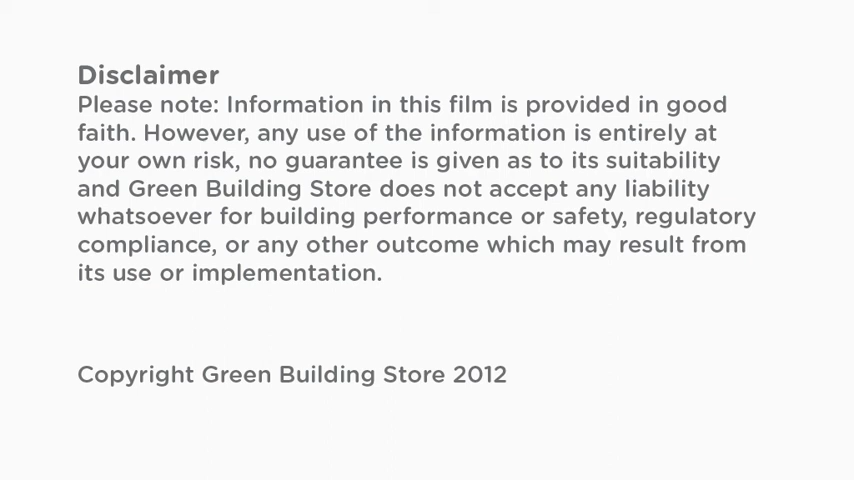 Disclaimer
Please note: Information in this film is provided in good
faith. However, any use of the information is entirely at
your own risk, no guarantee is given as to its suitability
and Green Building Store does not accept any liability
whatsoever for building performance or safety, regulatory
compliance, or any other outcome which may result from
its use or implementation.
Copyright Green Building Store 2012